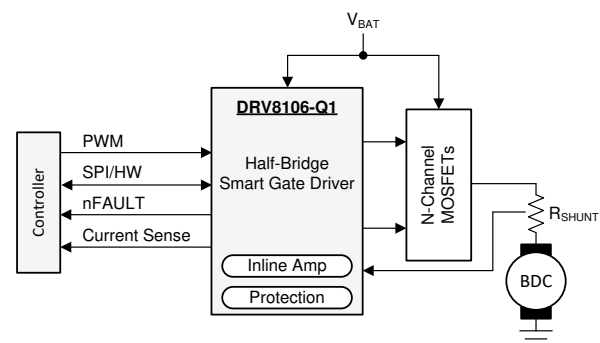 VBAT
DRV8106-Q1
Half-Bridge
Smart Gate Driver
Inline Amp
Protection
Controller
PWM
SPI/HW
nFAULT
Current Sense
N-Channel
MOSFETs
RSHUNT
BDC